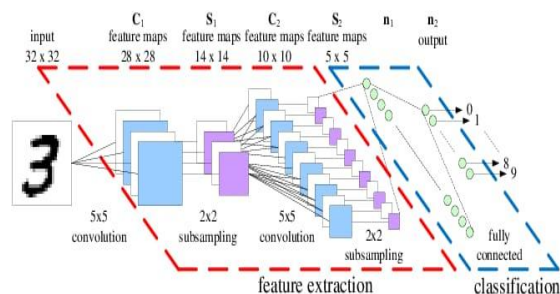 C1 S1 C2 S2 n1 n2
input feature maps feature maps feature maps feature maps output
32 x 32 28 x 28 14 x 14 10 x 10 5 x 5
3
0
1
8
9
5x5 2x2 5x5 2x2 fully
convolution subsampling convolution subsampling connected
feature extraction classification